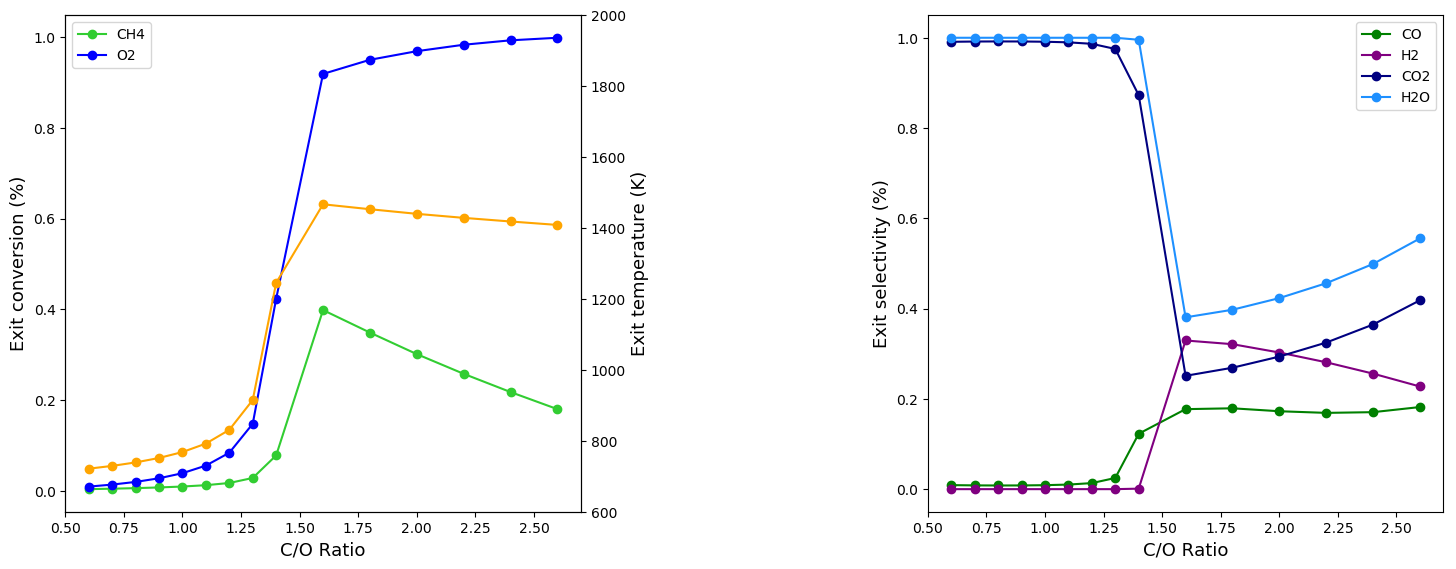 CH4
O2
1.0
0.8
0.6
0.4
0.2
0.0
Exit conversion (%)
0.50 0.75 1.00 1.25 1.50 1.75 2.00 2.25 2.50
C/O Ratio
2000
1800
1600
1400
1200
1000
800
600
Exit temperature (K)
CO
H2
CO2
H2O
1.0
0.8
0.6
0.4
0.2
0.0
Exit selectivity (%)
0.50 0.75 1.00 1.25 1.50 1.75 2.00 2.25 2.50
C/O Ratio